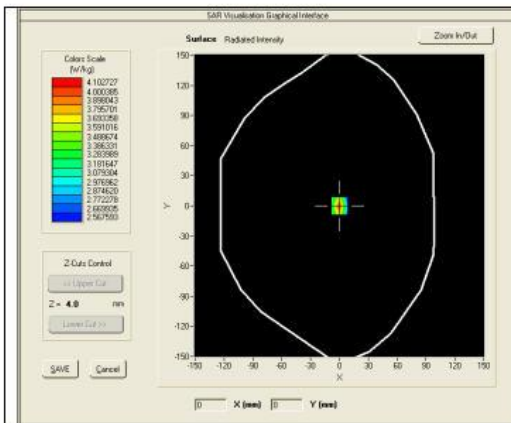 SAR Visualisation Graphical Interface
Surface Radiated Intensity
Zoom In/Out
Colors Scale
(W/kg)
4.102727
4.000385
3.898043
3.795701
3.693358
3.591016
3.488674
3.386331
3.283989
3.181647
3.079304
2.976962
2.874620
2.772278
2.669935
2.567593
150
120
90
60
30
0
-30
-60
-90
-120
-150
Y
-150 -120 -90 -60 -30 0 30 60 90 120 150
X
Z-Cuts Control
<< Upper Cut
Z = 4.0 mm
Lower Cut >>
SAVE Cancel
0 X (mm) 0 Y (mm)